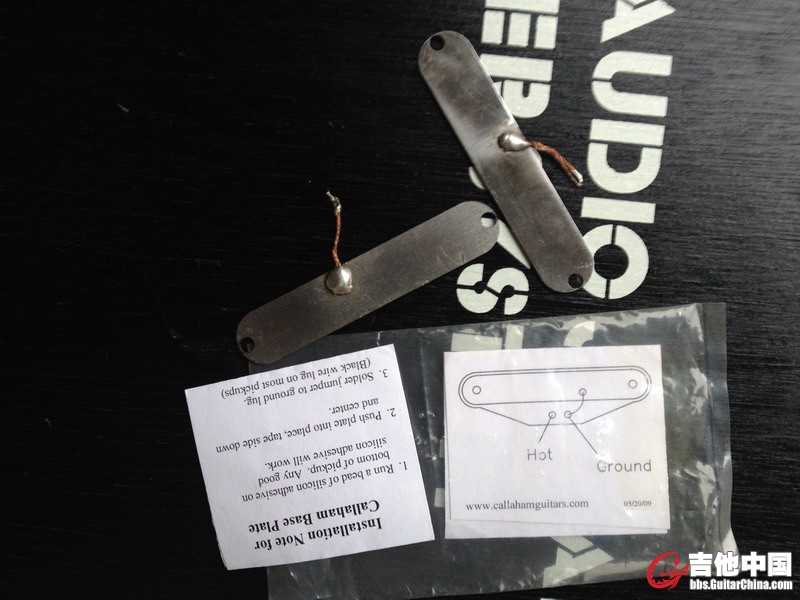 Installation Note for
Callaham Base Plate
1. Run a bead of silicon adhesive on
bottom of pickup. Any good
silicon adhesive will work.
2. Push plate into place, tape side down
and center.
3. Solder jumper to ground lug.
(Black wire lug on most pickups)
Hot
Ground
www.callahamguitars.com
03/20/09
AUDIO
吉他中国
bbs.GuitarChina.com